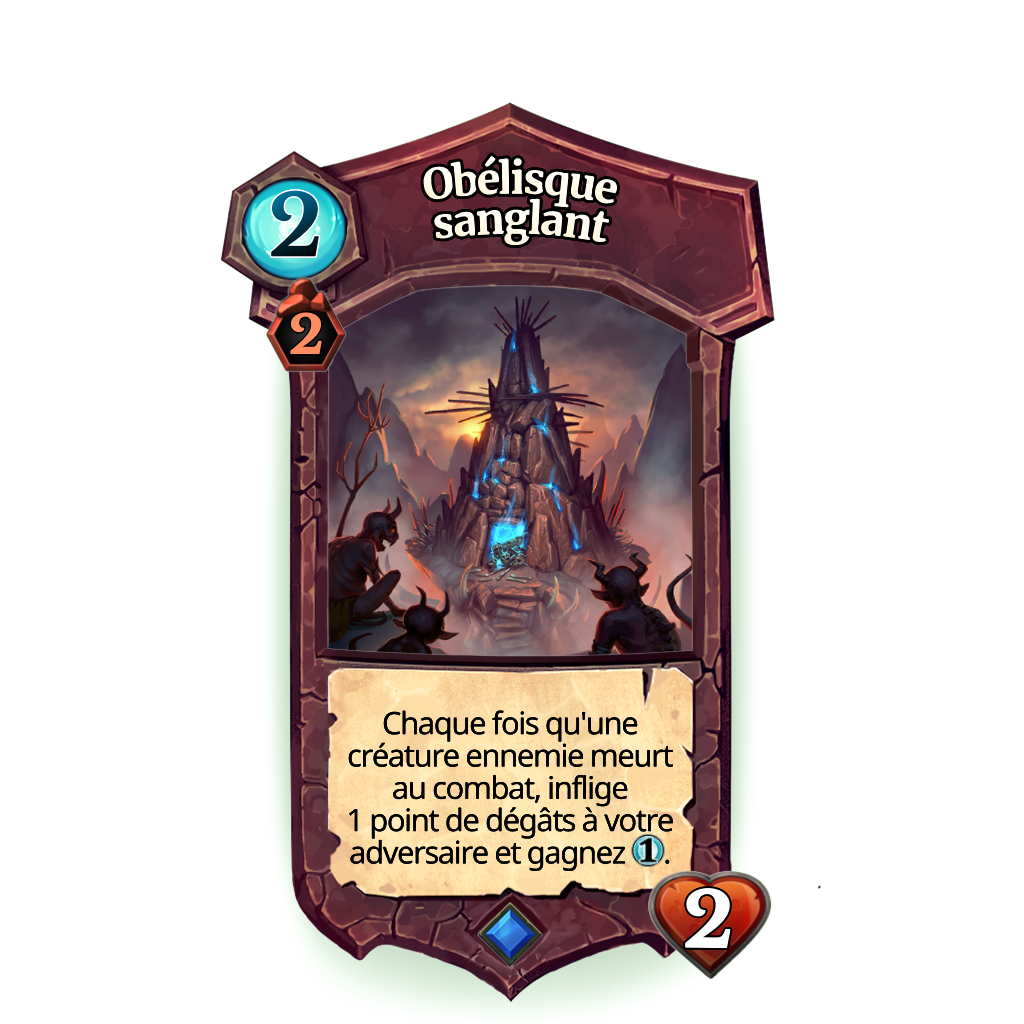 Obélisque
sanglant
2
2
Chaque fois qu'une
créature ennemie meurt
au combat, inflige
1 point de dégâts à votre
adversaire et gagnez 1.
2